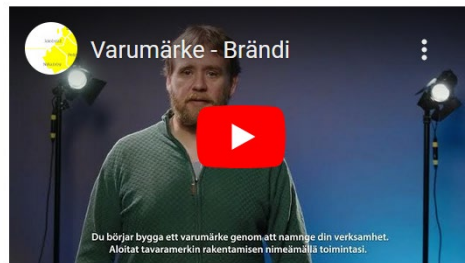 Varumärke - Brändi
Du börjar bygga ett varumärke genom att namnge din verksamhet.
Aloitat tavaramerkin rakentamisen nimeämällä toimintasi.